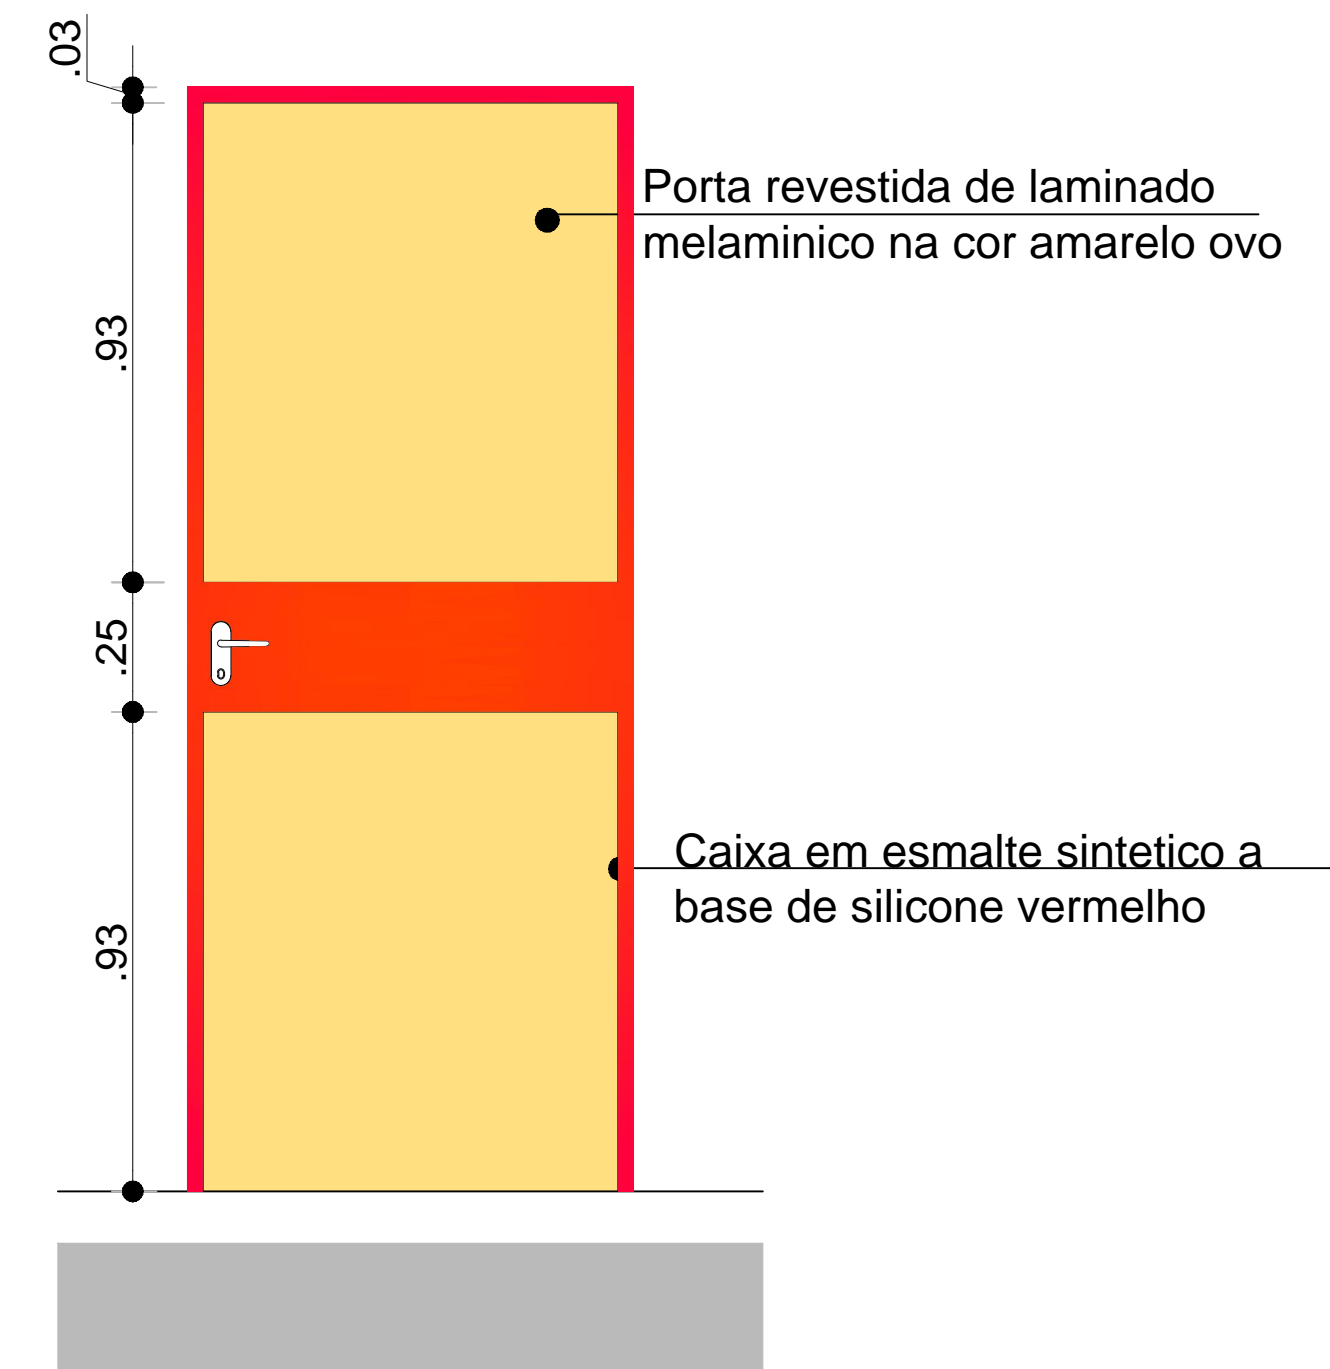 .03
Porta revestida de laminado
melaminico na cor amarelo ovo
.93
.25
Caixa em esmalte sintetico a
base de silicone vermelho
.93